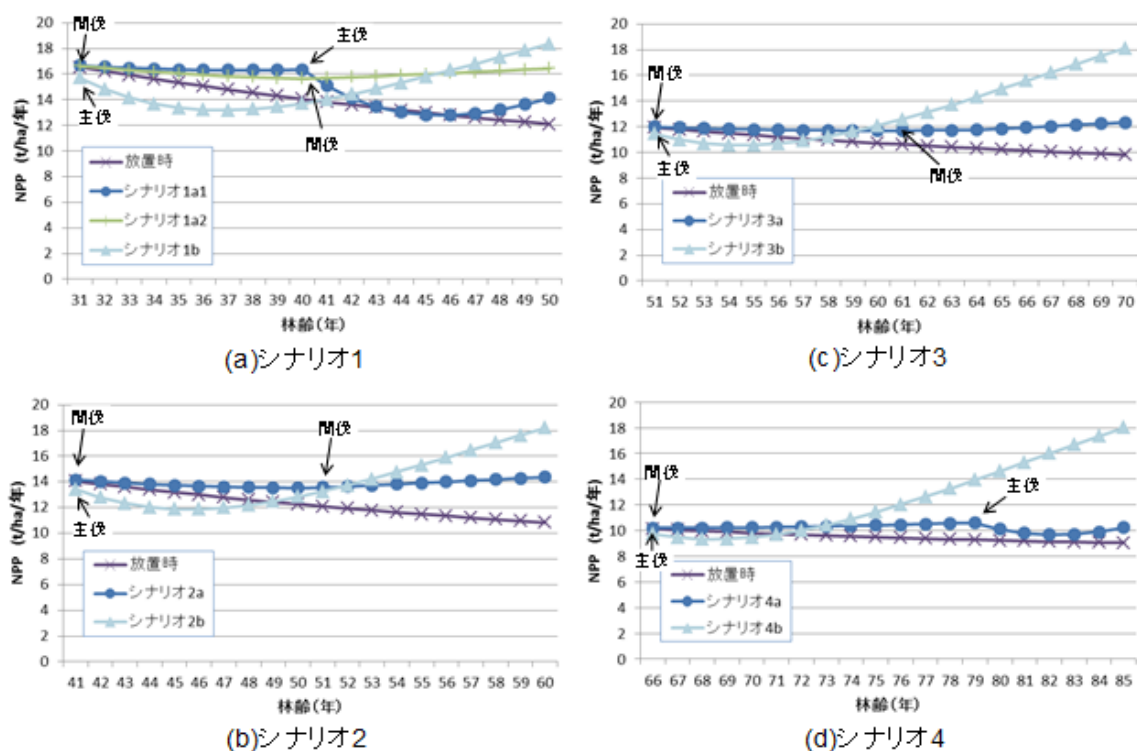 20
18
16
14
12
10
8
6
4
2
0
NPP (t/ha/年)
間伐
主伐
主伐
間伐
放置時
シナリオ1a1
シナリオ1a2
シナリオ1b
31 32 33 34 35 36 37 38 39 40 41 42 43 44 45 46 47 48 49 50
林齢(年)
(a)シナリオ1
20
18
16
14
12
10
8
6
4
2
0
NPP (t/ha/年)
間伐
主伐
間伐
放置時
シナリオ3a
シナリオ3b
51 52 53 54 55 56 57 58 59 60 61 62 63 64 65 66 67 68 69 70
林齢(年)
(c)シナリオ3
20
18
16
14
12
10
8
6
4
2
0
NPP (t/ha/年)
間伐
主伐
間伐
放置時
シナリオ2a
シナリオ2b
41 42 43 44 45 46 47 48 49 50 51 52 53 54 55 56 57 58 59 60
林齢(年)
(b)シナリオ2
20
18
16
14
12
10
8
6
4
2
0
NPP (t/ha/年)
間伐
主伐
主伐
放置時
シナリオ4a
シナリオ4b
66 67 68 69 70 71 72 73 74 75 76 77 78 79 80 81 82 83 84 85
林齢(年)
(d)シナリオ4